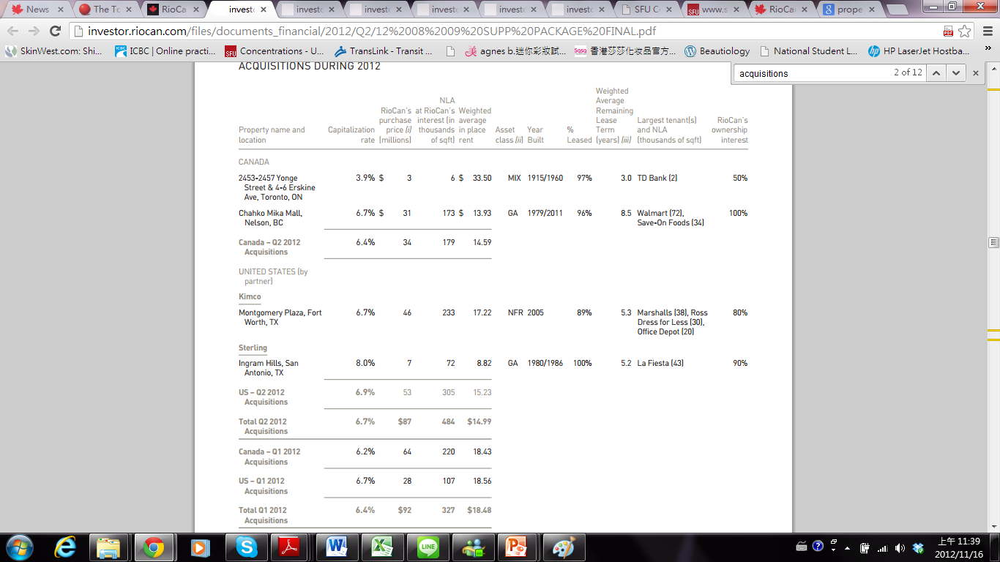 News
The To
RioCa
invest
investo
investo
investo
investo
investo
SFU C
www.s
RioCa
prope
investor.riocan.com/files/documents_financial/2012/Q2/12%2008%2009%20SUPP%20PACKAGE%20FINAL.pdf
SkinWest.com: Shi...
ICBC | Online practi...
Concentrations - U...
TransLink - Transit ...
agnes b.迷你彩妝試...
香港莎莎化妝品官方...
Beautiology
National Student L...
HP LaserJet Hostba...
acquisitions 2 of 12
ACQUISITIONS DURING 2012
Weighted
Average
NLA Remaining
RioCan's at RioCan's Weighted Lease
purchase interest (in average Term Largest tenant(s) RioCan's
Property name and Capitalization price (i) thousands in place Asset Year % (years) (iii) and NLA ownership
location rate (millions) of sqft) rent class (ii) Built Leased (thousands of sqft) interest
CANADA
2453-2457 Yonge 3.9% $ 3 6 $ 33.50 MIX 1915/1960 97% 3.0 TD Bank (2) 50%
Street & 4-6 Erskine
Ave, Toronto, ON
Chahko Mika Mall, 6.7% $ 31 173 $ 13.93 GA 1979/2011 96% 8.5 Walmart (72), 100%
Nelson, BC Save-On Foods (34)
Canada – Q2 2012 6.4% 34 179 14.59
Acquisitions
UNITED STATES (by
partner)
Kimco
Montgomery Plaza, Fort 6.7% 46 233 17.22 NFR 2005 89% 5.3 Marshalls (38), Ross 80%
Worth, TX Dress for Less (30),
Office Depot (20)
Sterling
Ingram Hills, San 8.0% 7 72 8.82 GA 1980/1986 100% 5.2 La Fiesta (43) 90%
Antonio, TX
US – Q2 2012 6.9% 53 305 15.23
Acquisitions
Total Q2 2012 6.7% $87 484 $14.99
Acquisitions
Canada – Q1 2012 6.2% 64 220 18.43
Acquisitions
US – Q1 2012 6.7% 28 107 18.56
Acquisitions
Total Q1 2012 6.4% $92 327 $18.48
Acquisitions
上午 11:39
2012/11/16